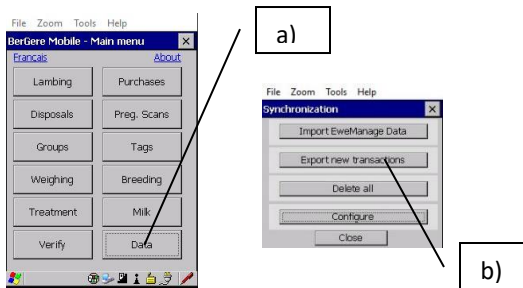 File Zoom Tools Help
BerGere Mobile - Main menu
Francais About
Lambing Purchases
Disposals Preg. Scans
Groups Tags
Weighing Breeding
Treatment Milk
Verify Data
a)
File Zoom Tools Help
Synchronization
Import EweManage Data
Export new transactions
Delete all
Configure
Close
b)